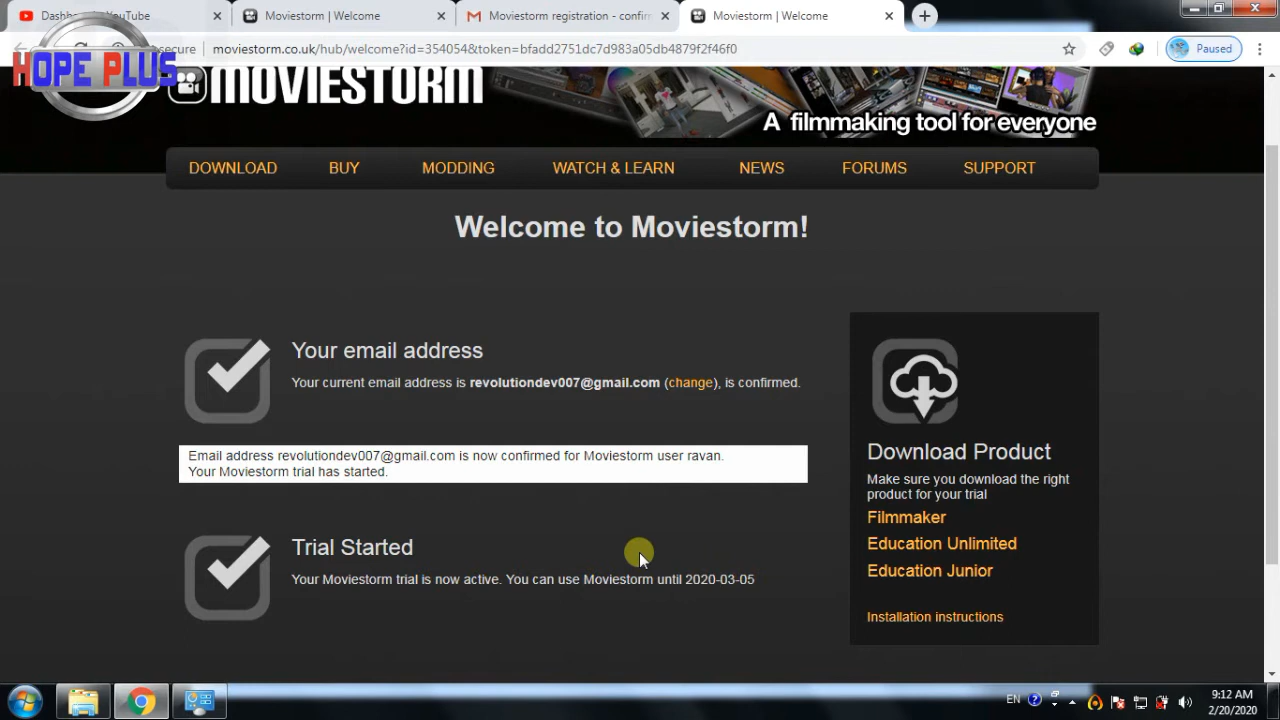 Dashboard - YouTube
Moviestorm | Welcome
Moviestorm registration - confirm
Moviestorm | Welcome
moviestorm.co.uk/hub/welcome?id=354054&token=bfadd2751dc7d983a05db4879f2f46f0
Paused
HOPE PLUS
MOVIESTORM
A filmmaking tool for everyone
DOWNLOAD
BUY
MODDING
WATCH & LEARN
NEWS
FORUMS
SUPPORT
Welcome to Moviestorm!
Your email address
Your current email address is revolutiondev007@gmail.com (change), is confirmed.
Email address revolutiondev007@gmail.com is now confirmed for Moviestorm user ravan.
Your Moviestorm trial has started.
Trial Started
Your Moviestorm trial is now active. You can use Moviestorm until 2020-03-05
Download Product
Make sure you download the right
product for your trial
Filmmaker
Education Unlimited
Education Junior
Installation instructions
EN
9:12 AM
2/20/2020